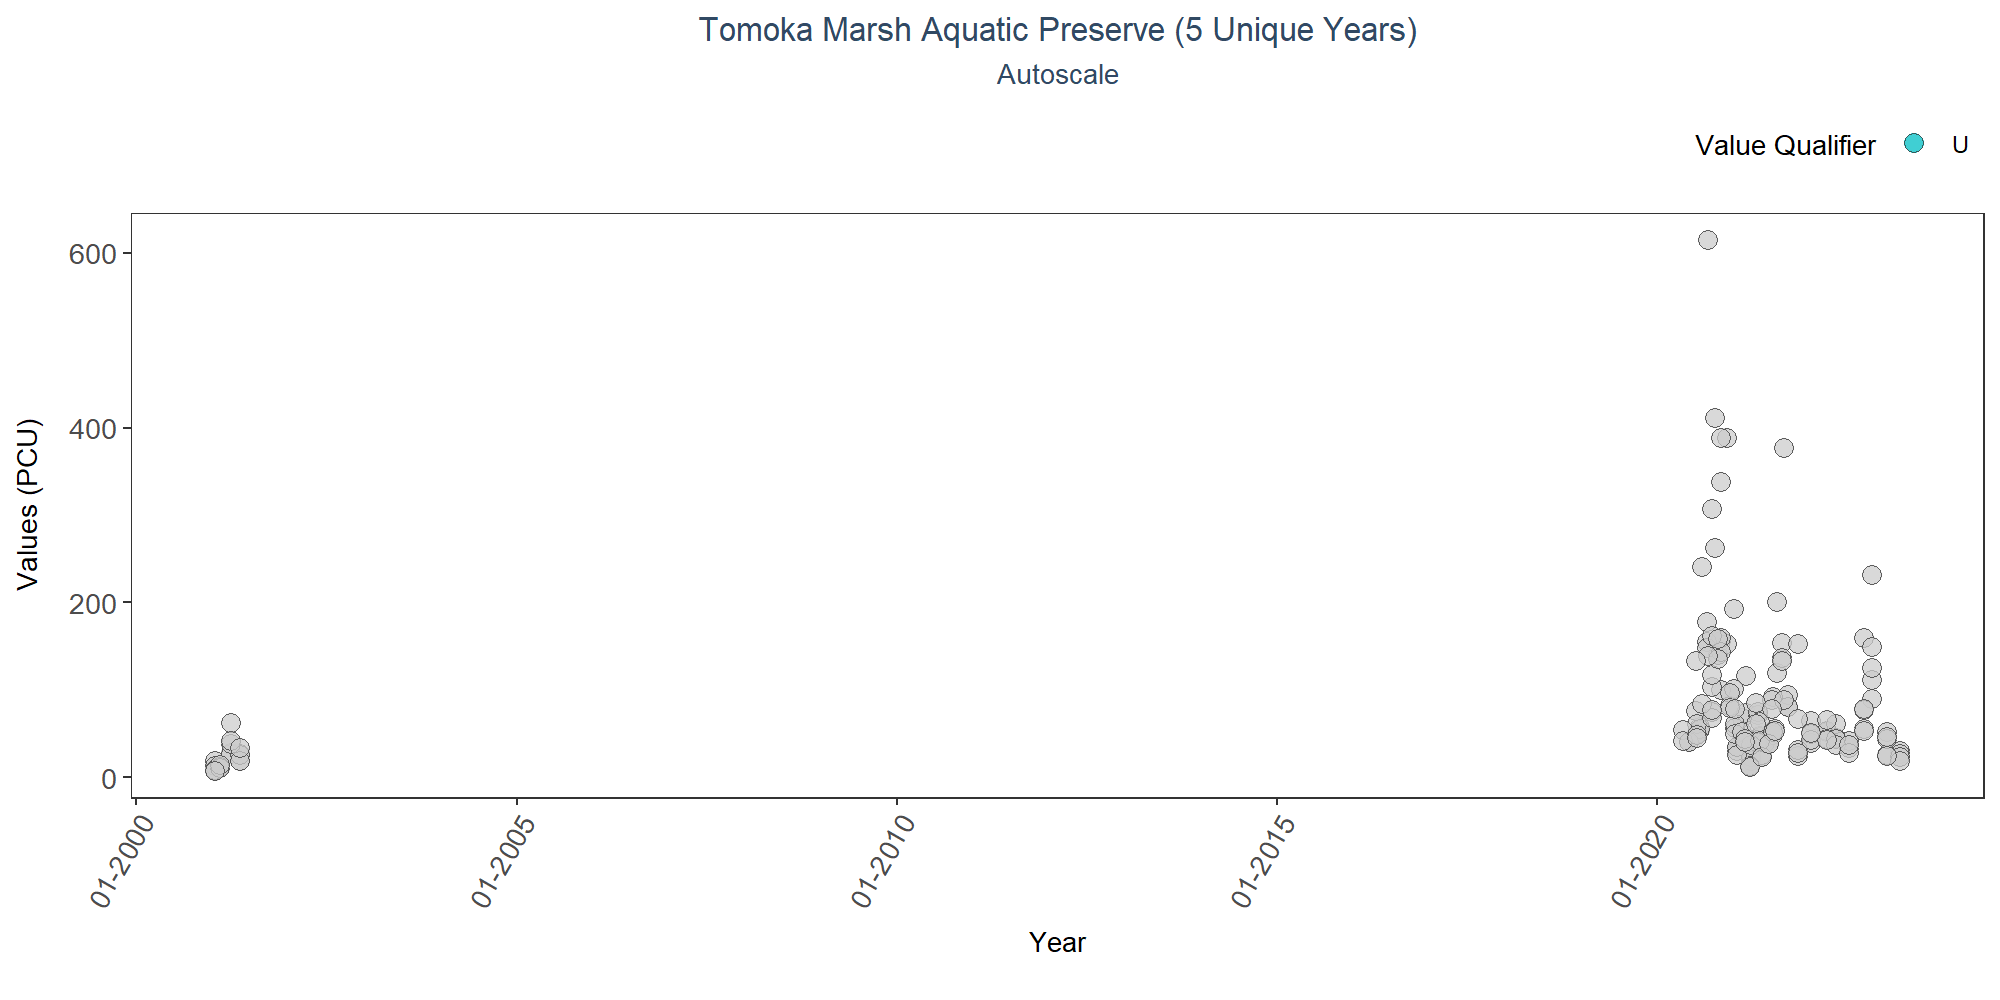 Tomoka Marsh Aquatic Preserve (5 Unique Years)
Autoscale
Value Qualifier U
Values (PCU)
600
400
200
0
01-2000 01-2005 01-2010 01-2015 01-2020
Year